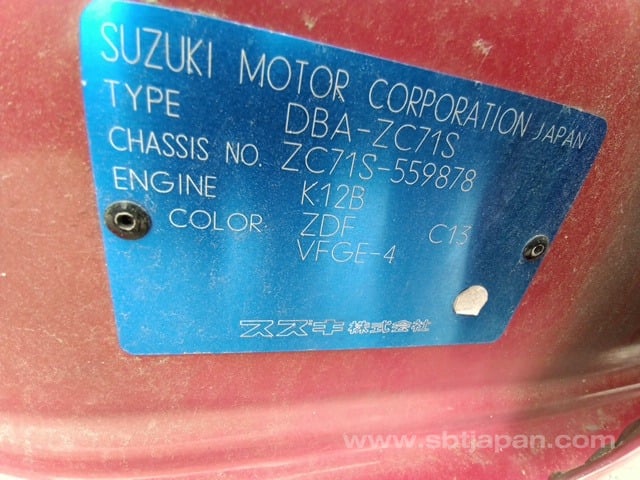 SUZUKI MOTOR CORPORATION JAPAN
TYPE DBA-ZC71S
CHASSIS NO. ZC71S-559878
ENGINE K12B
COLOR ZDF C13
VFGE-4
スズキ株式会社
www.sbtjapan.com